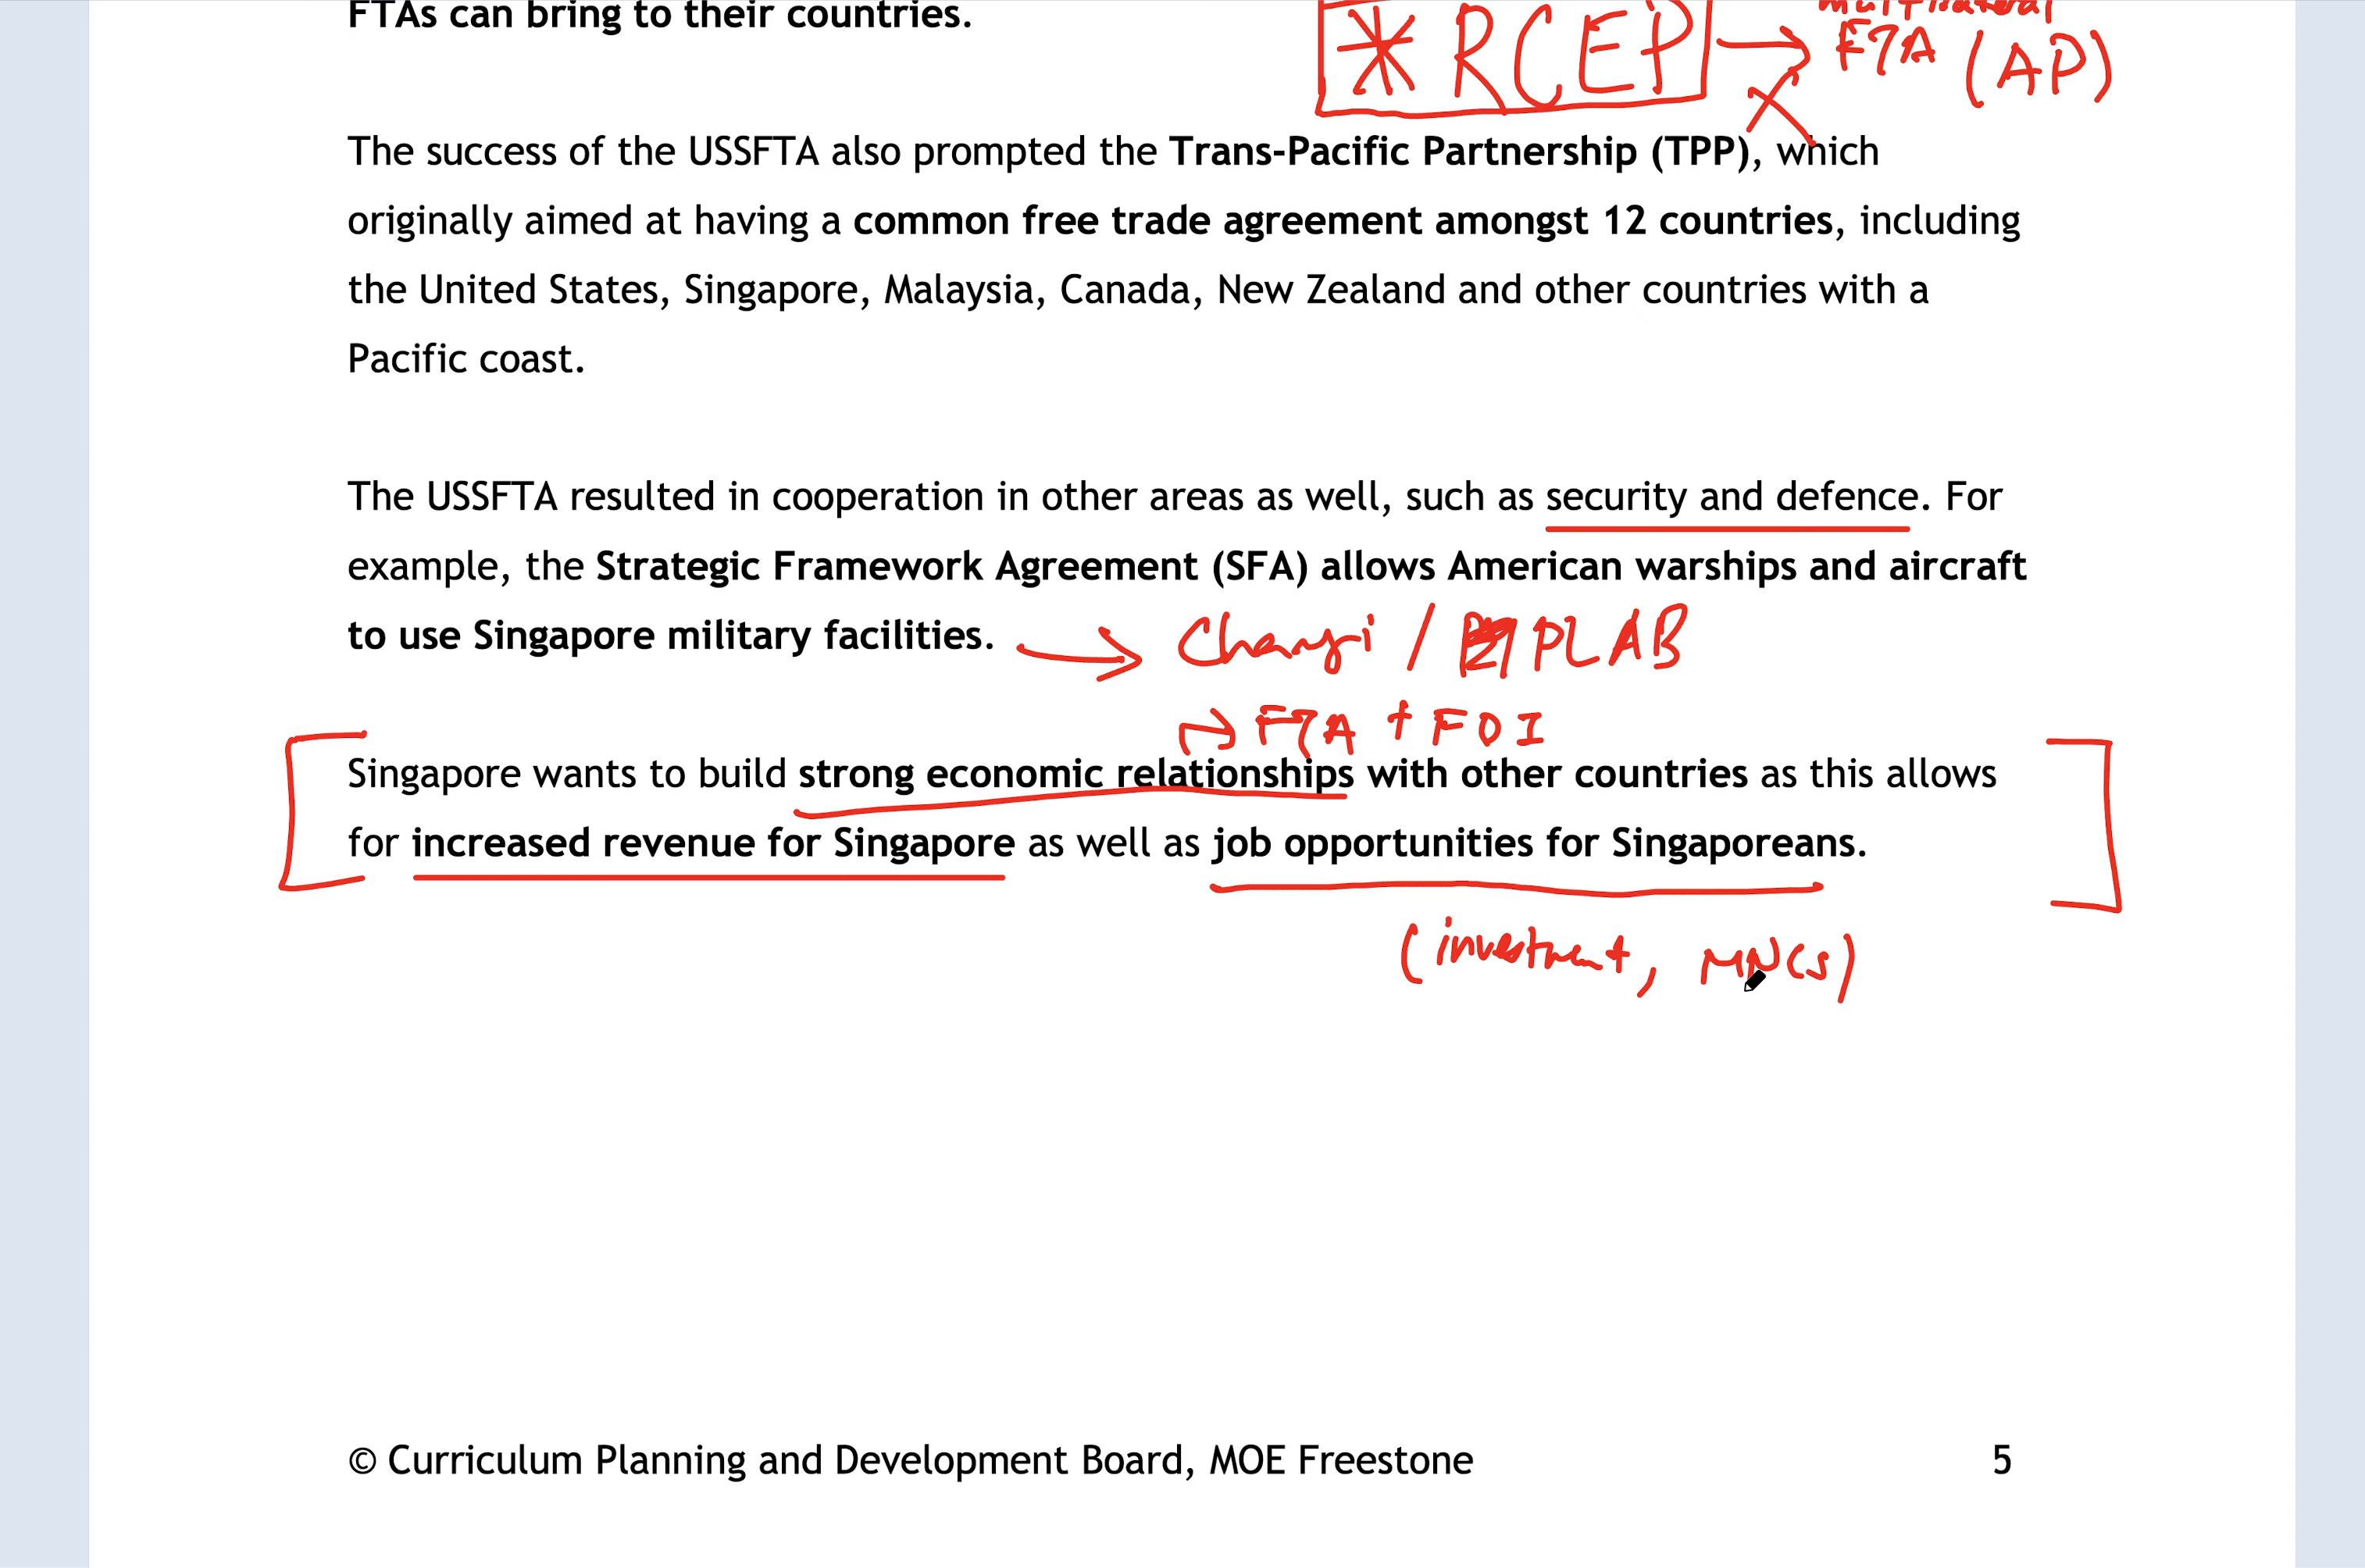 FTAs can bring to their countries.
* RCEP → multilateral
FTA (AP)
The success of the USSFTA also prompted the Trans-Pacific Partnership (TPP), which
originally aimed at having a common free trade agreement amongst 12 countries, including
the United States, Singapore, Malaysia, Canada, New Zealand and other countries with a
Pacific coast.
The USSFTA resulted in cooperation in other areas as well, such as security and defence. For
example, the Strategic Framework Agreement (SFA) allows American warships and aircraft
to use Singapore military facilities. → Changi / PLAB
→ FTA + FDI
Singapore wants to build strong economic relationships with other countries as this allows
for increased revenue for Singapore as well as job opportunities for Singaporeans.
(investment, MNCs)
© Curriculum Planning and Development Board, MOE Freestone 5